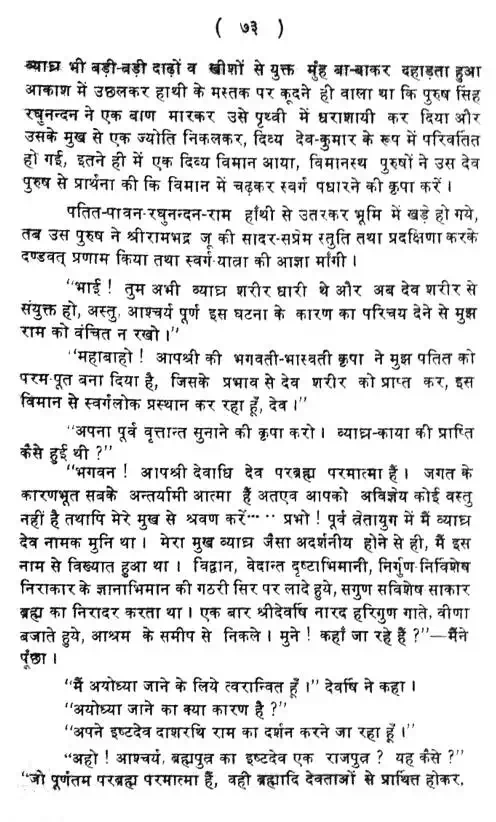 ( ७३ )
व्याघ्र भी बड़ी-बड़ी दाढ़ों व खीशों से युक्त मुंह बा-बाकर दहाड़ता हुआ
आकाश में उछलकर हाथी के मस्तक पर कूदने ही वाला था कि पुरुष सिंह
रघुनन्दन ने एक बाण मारकर उसे पृथ्वी में धराशायी कर दिया और
उसके मुख से एक ज्योति निकलकर, दिव्य देव-कुमार के रूप में परिवतित
हो गई, इतने ही में एक दिव्य विमान आया, विमानस्थ पुरुषों ने उस देव
पुरुष से प्रार्थना की कि विमान में चढ़कर स्वर्ग पधारने की कृपा करें ।
पतित-पावन-रघुनन्दन-राम हाँथी से उतरकर भूमि में खड़े हो गये,
तब उस पुरुष ने श्रीरामभद्र जू की सादर-सप्रेम स्तुति तथा प्रदक्षिणा करके
दण्डवत् प्रणाम किया तथा स्वर्ग-यात्रा की आज्ञा माँगी ।
"भाई ! तुम अभी व्याघ्र शरीर धारी थे और अब देव शरीर से
संयुक्त हो, अस्तु, आश्चर्य पूर्ण इस घटना के कारण का परिचय देने से मुझ
राम को वंचित न रखो ।"
"महाबाहो ! आपश्री की भगवती-भास्वती कृपा ने मुझ पतित को
परम-पूत बना दिया है, जिसके प्रभाव से देव शरीर को प्राप्त कर, इस
विमान से स्वर्गलोक प्रस्थान कर रहा हूँ, देव ।"
"अपना पूर्व वृत्तान्त सुनाने की कृपा करो । व्याघ्र-काया की प्राप्ति
कैसे हुई थी ?"
"भगवन ! आपश्री देवाधि देव परब्रह्म परमात्मा हैं । जगत के
कारणभूत सबके अन्तर्यामी आत्मा हैं अतएव आपको अविज्ञेय कोई वस्तु
नहीं है तथापि मेरे मुख से श्रवण करें····· प्रभो ! पूर्व त्रेतायुग में मैं व्याघ्र
देव नामक मुनि था । मेरा मुख व्याघ्र जैसा अदर्शनीय होने से ही, मैं इस
नाम से विख्यात हुआ था । विद्वान, वेदान्त दृष्टाभिमानी, निर्गुण-निर्विशेष
निराकार के ज्ञानाभिमान की गठरी सिर पर लादे हुये, सगुण सविशेष साकार
ब्रह्म का निरादर करता था । एक बार श्रीदेवर्षि नारद हरिगुण गाते, वीणा
बजाते हुये, आश्रम के समीप से निकले । मुने ! कहाँ जा रहे हैं ?"—मैंने
पूंछा ।
"मैं अयोध्या जाने के लिये त्वरान्वित हूँ ।" देवर्षि ने कहा ।
"अयोध्या जाने का क्या कारण है ?"
"अपने इष्टदेव दाशरथि राम का दर्शन करने जा रहा हूँ ।"
"अहो ! आश्चर्य, ब्रह्मपुत्र का इष्टदेव एक राजपुत्र ? यह कैसे ?"
"जो पूर्णतम परब्रह्म परमात्मा हैं, वही ब्रह्मादि देवताओं से प्रार्थित होकर,